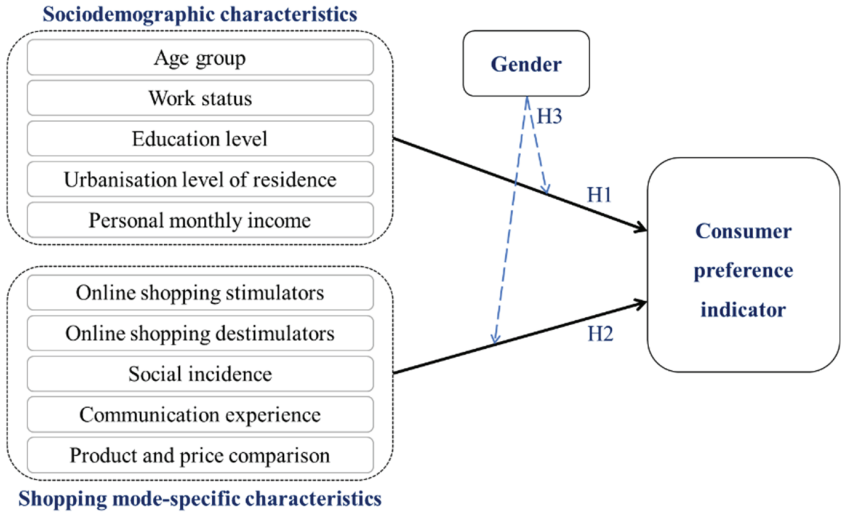 Sociodemographic characteristics
Age group
Work status
Education level
Urbanisation level of residence
Personal monthly income
Gender
H3
H1
Consumer
preference
indicator
H2
Online shopping stimulators
Online shopping destimulators
Social incidence
Communication experience
Product and price comparison
Shopping mode-specific characteristics